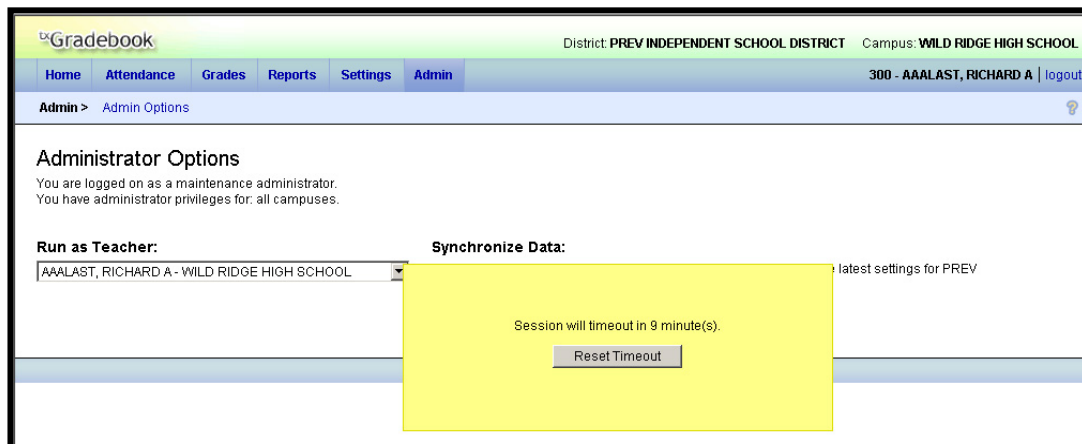 txGradebook
District: PREV INDEPENDENT SCHOOL DISTRICT Campus: WILD RIDGE HIGH SCHOOL
Home Attendance Grades Reports Settings Admin 300 - AAALAST, RICHARD A | logout
Admin > Admin Options ?
Administrator Options
You are logged on as a maintenance administrator.
You have administrator privileges for: all campuses.
Run as Teacher: Synchronize Data:
AAALAST, RICHARD A - WILD RIDGE HIGH SCHOOL latest settings for PREV
Session will timeout in 9 minute(s).
Reset Timeout